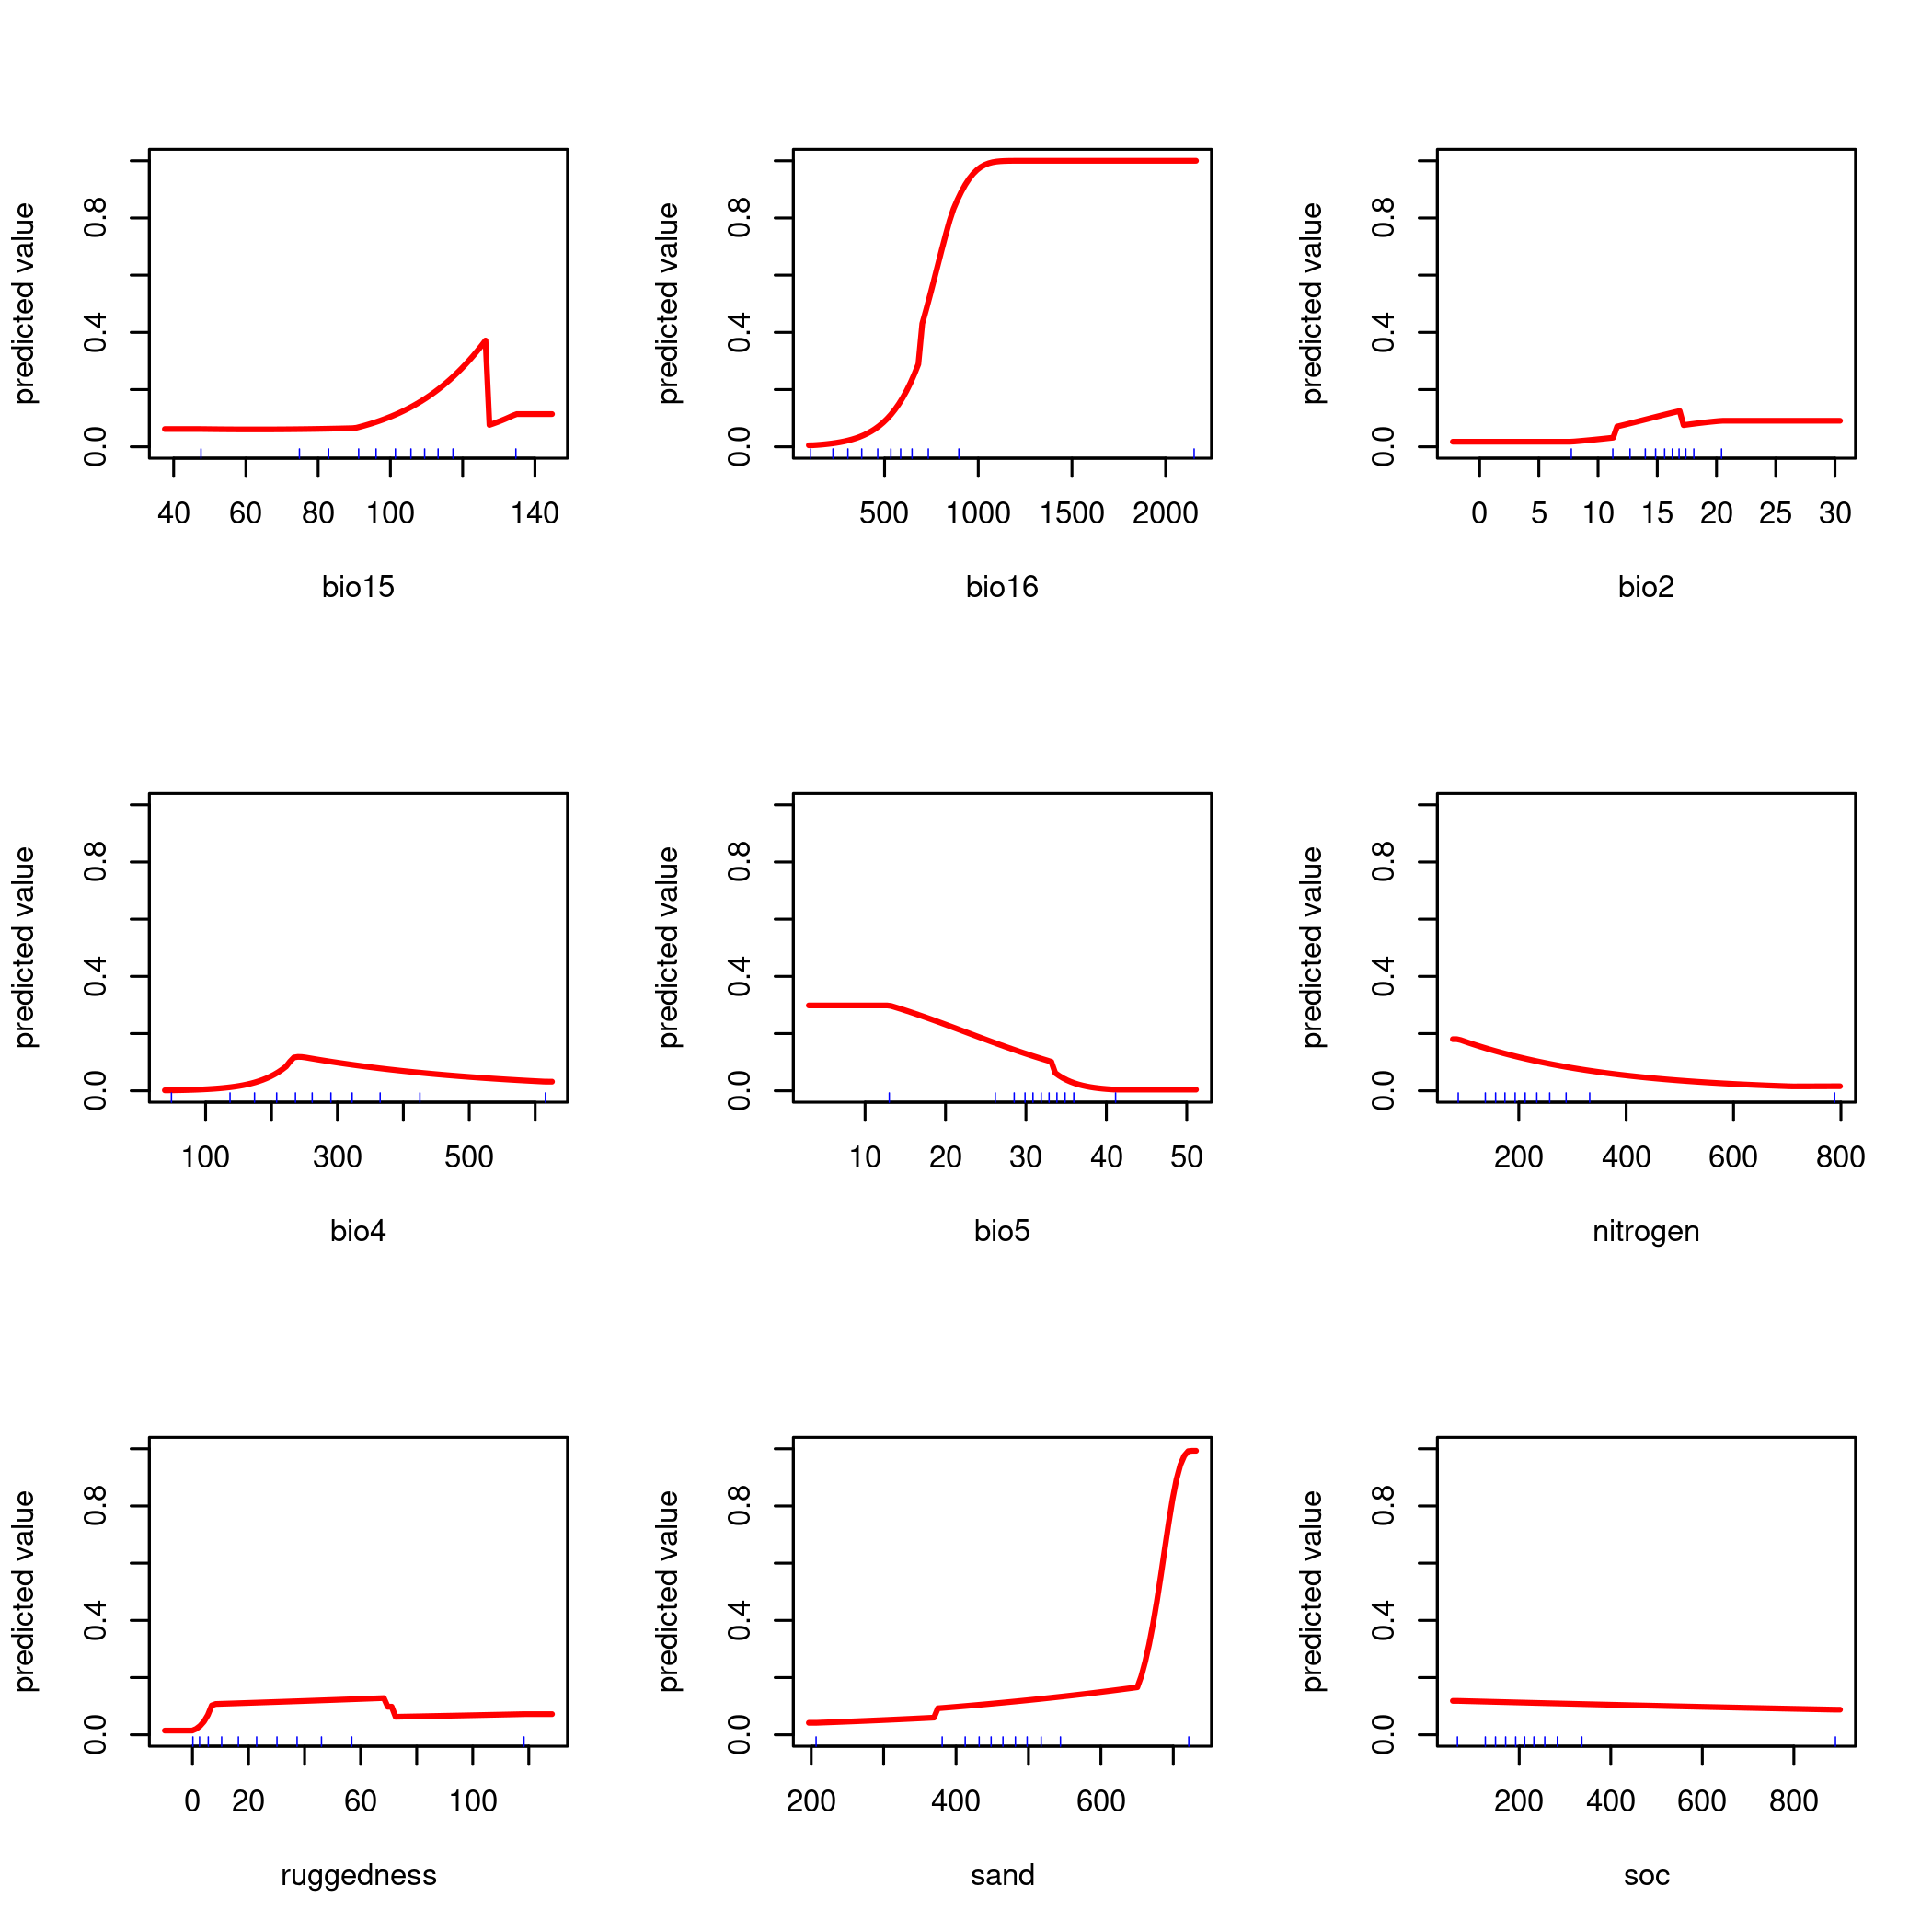 predicted value
0.0 0.4 0.8
40 60 80 100 140
bio15
predicted value
0.0 0.4 0.8
500 1000 1500 2000
bio16
predicted value
0.0 0.4 0.8
0 5 10 15 20 25 30
bio2
predicted value
0.0 0.4 0.8
100 300 500
bio4
predicted value
0.0 0.4 0.8
10 20 30 40 50
bio5
predicted value
0.0 0.4 0.8
200 400 600 800
nitrogen
predicted value
0.0 0.4 0.8
0 20 60 100
ruggedness
predicted value
0.0 0.4 0.8
200 400 600
sand
predicted value
0.0 0.4 0.8
200 400 600 800
soc